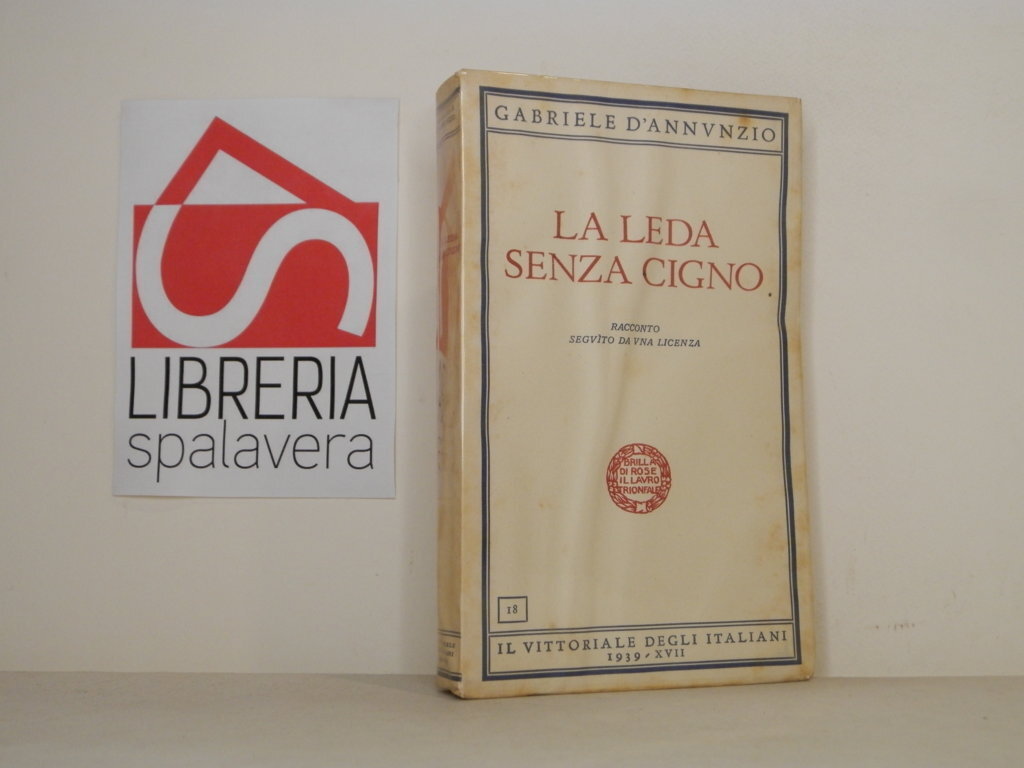 LIBRERIA
spalavera
GABRIELE D'ANNVNZIO
LA LEDA
SENZA CIGNO
RACCONTO
SEGVÌTO DA VNA LICENZA
BRILLA
DI ROSE
IL LAVRO
TRIONFALE
18
IL VITTORIALE DEGLI ITALIANI
1939 - XVII